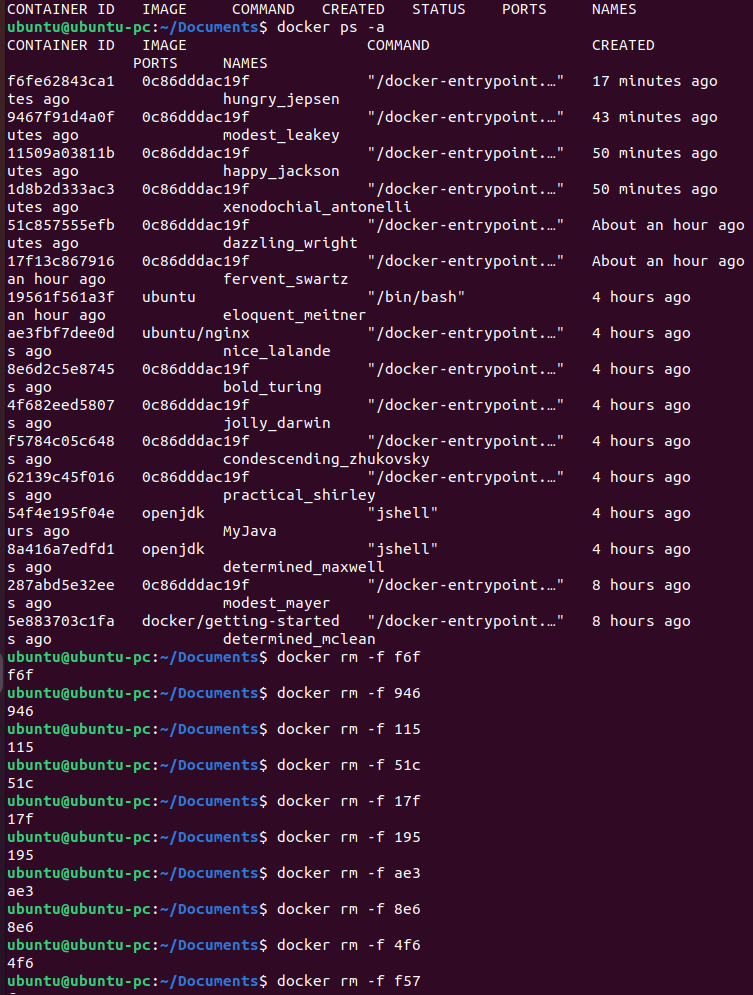 CONTAINER ID   IMAGE     COMMAND   CREATED   STATUS    PORTS     NAMES
ubuntu@ubuntu-pc:~/Documents$ docker ps -a
CONTAINER ID   IMAGE                    COMMAND                  CREATED
              PORTS     NAMES
f6fe62843ca1   0c86dddac19f             "/docker-entrypoint.…"   17 minutes ago
tes ago                 hungry_jepsen
9467f91d4a0f   0c86dddac19f             "/docker-entrypoint.…"   43 minutes ago
utes ago                modest_leakey
11509a03811b   0c86dddac19f             "/docker-entrypoint.…"   50 minutes ago
utes ago                happy_jackson
1d8b2d333ac3   0c86dddac19f             "/docker-entrypoint.…"   50 minutes ago
utes ago                xenodochial_antonelli
51c857555efb   0c86dddac19f             "/docker-entrypoint.…"   About an hour ago
utes ago                dazzling_wright
17f13c867916   0c86dddac19f             "/docker-entrypoint.…"   About an hour ago
an hour ago             fervent_swartz
19561f561a3f   ubuntu                   "/bin/bash"              4 hours ago
an hour ago             eloquent_meitner
ae3fbf7dee0d   ubuntu/nginx             "/docker-entrypoint.…"   4 hours ago
s ago                   nice_lalande
8e6d2c5e8745   0c86dddac19f             "/docker-entrypoint.…"   4 hours ago
s ago                   bold_turing
4f682eed5807   0c86dddac19f             "/docker-entrypoint.…"   4 hours ago
s ago                   jolly_darwin
f5784c05c648   0c86dddac19f             "/docker-entrypoint.…"   4 hours ago
s ago                   condescending_zhukovsky
62139c45f016   0c86dddac19f             "/docker-entrypoint.…"   4 hours ago
s ago                   practical_shirley
54f4e195f04e   openjdk                  "jshell"                 4 hours ago
urs ago                 MyJava
8a416a7edfd1   openjdk                  "jshell"                 4 hours ago
s ago                   determined_maxwell
287abd5e32ee   0c86dddac19f             "/docker-entrypoint.…"   8 hours ago
s ago                   modest_mayer
5e883703c1fa   docker/getting-started   "/docker-entrypoint.…"   8 hours ago
s ago                   determined_mclean
ubuntu@ubuntu-pc:~/Documents$ docker rm -f f6f
f6f
ubuntu@ubuntu-pc:~/Documents$ docker rm -f 946
946
ubuntu@ubuntu-pc:~/Documents$ docker rm -f 115
115
ubuntu@ubuntu-pc:~/Documents$ docker rm -f 51c
51c
ubuntu@ubuntu-pc:~/Documents$ docker rm -f 17f
17f
ubuntu@ubuntu-pc:~/Documents$ docker rm -f 195
195
ubuntu@ubuntu-pc:~/Documents$ docker rm -f ae3
ae3
ubuntu@ubuntu-pc:~/Documents$ docker rm -f 8e6
8e6
ubuntu@ubuntu-pc:~/Documents$ docker rm -f 4f6
4f6
ubuntu@ubuntu-pc:~/Documents$ docker rm -f f57